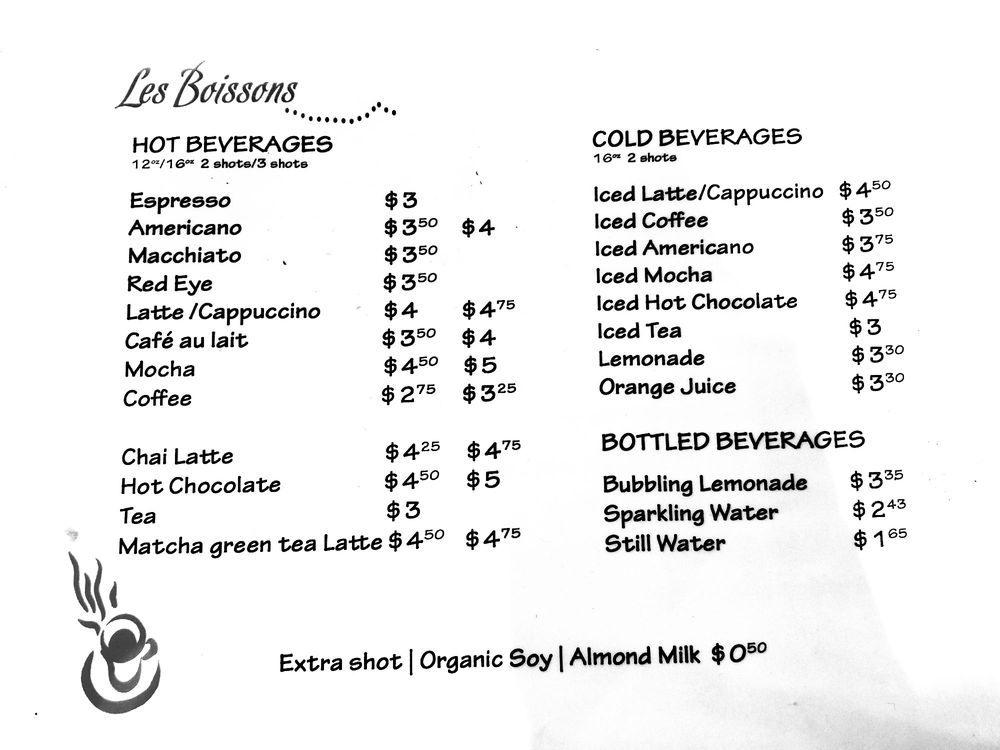 Les Boissons
HOT BEVERAGES
12oz/16oz 2 shots/3 shots
Espresso $3
Americano $3⁵⁰ $4
Macchiato $3⁵⁰
Red Eye $3⁵⁰
Latte /Cappuccino $4 $4⁷⁵
Café au lait $3⁵⁰ $4
Mocha $4⁵⁰ $5
Coffee $2⁷⁵ $3²⁵
Chai Latte $4²⁵ $4⁷⁵
Hot Chocolate $4⁵⁰ $5
Tea $3
Matcha green tea Latte $4⁵⁰ $4⁷⁵
COLD BEVERAGES
16oz 2 shots
Iced Latte/Cappuccino $4⁵⁰
Iced Coffee $3⁵⁰
Iced Americano $3⁷⁵
Iced Mocha $4⁷⁵
Iced Hot Chocolate $4⁷⁵
Iced Tea $3
Lemonade $3³⁰
Orange Juice $3³⁰
BOTTLED BEVERAGES
Bubbling Lemonade $3³⁵
Sparkling Water $2⁴³
Still Water $1⁶⁵
Extra shot | Organic Soy | Almond Milk $0⁵⁰